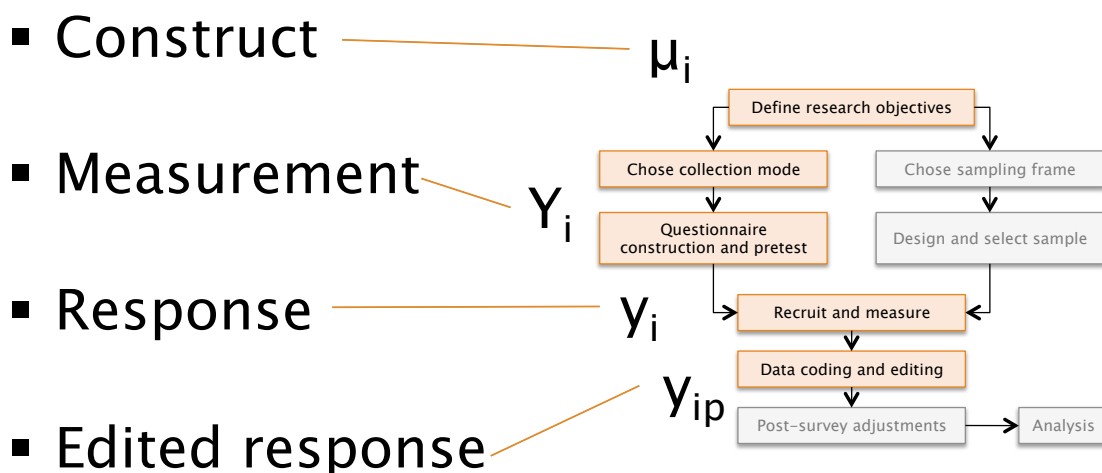 ▪ Construct
μi
▪ Measurement
Yi
▪ Response
yi
▪ Edited response
yip
Define research objectives
Chose collection mode
Chose sampling frame
Questionnaire
construction and pretest
Design and select sample
Recruit and measure
Data coding and editing
Post-survey adjustments
Analysis